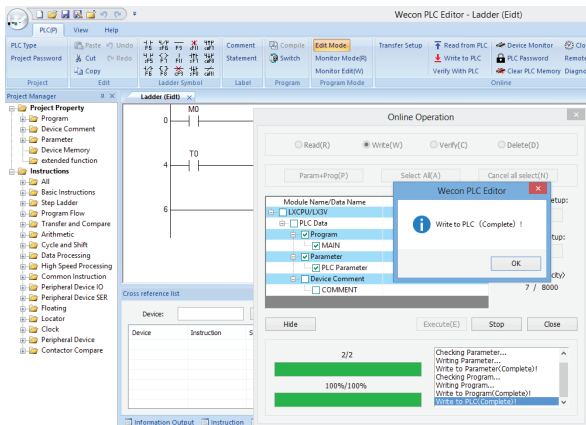 Wecon PLC Editor - Ladder (Eidt)
PLC(P) View Help
PLC Type
Project Password
Project
Paste Undo
Cut Redo
Copy
Edit
F5 F6 F9
Ladder Symbol
Comment
Statement
Label
Compile
Switch
Program
Edit Mode
Monitor Mode(R)
Monitor Edit(W)
Program Mode
Transfer Setup
Read from PLC
Write to PLC
Verify With PLC
Device Monitor
PLC Password
Clear PLC Memory
Online
Project Manager
Project Property
Program
Device Comment
Parameter
Device Memory
extended function
Instructions
All
Basic Instructions
Step Ladder
Program Flow
Transfer and Compare
Arithmetic
Cycle and Shift
Data Processing
High Speed Processing
Common Instruction
Peripheral Device IO
Peripheral Device SER
Floating
Locator
Clock
Peripheral Device
Contactor Compare
Ladder (Eidt)
M0
0
T0
4
6
Cross reference list
Device:
Device Instruction S
Information Output Instruction
Online Operation
Read(R) Write(W) Verify(C) Delete(D)
Param+Prog(P) Select All(A) Cancel all select(N)
Module Name/Data Name
LXCPU/LX3V
PLC Data
Program
MAIN
Parameter
PLC Parameter
Device Comment
COMMENT
etup:
tup:
city)
7 / 8000
Wecon PLC Editor
Write to PLC (Complete) !
OK
Hide Execute(E) Stop Close
2/2
100%/100%
Checking Parameter...
Writing Parameter...
Write to Parameter(Complete)!
Checking Program...
Writing Program...
Write to Program(Complete)!
Write to PLC(Complete)!